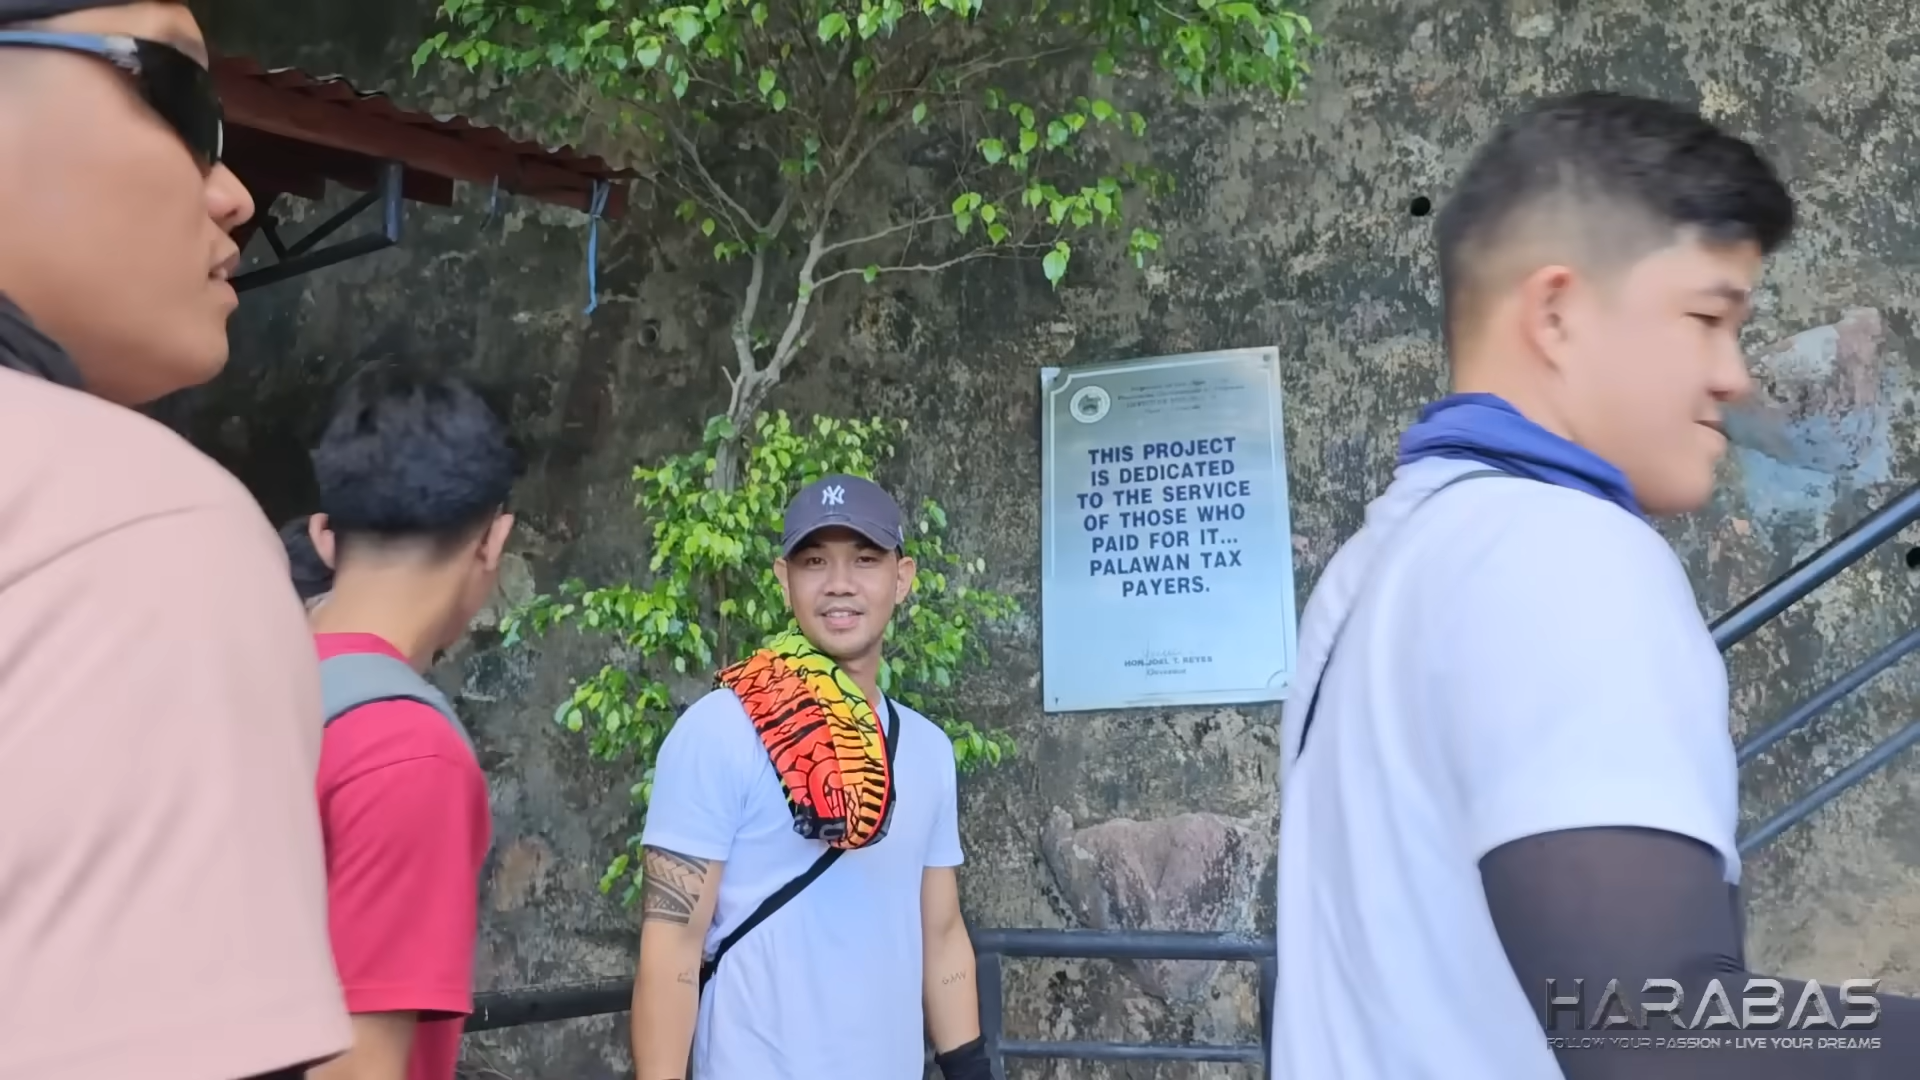 NY
THIS PROJECT
IS DEDICATED
TO THE SERVICE
OF THOSE WHO
PAID FOR IT...
PALAWAN TAX
PAYERS.
HON. JOEL T. REYES
Governor
HARABAS
FOLLOW YOUR PASSION • LIVE YOUR DREAMS